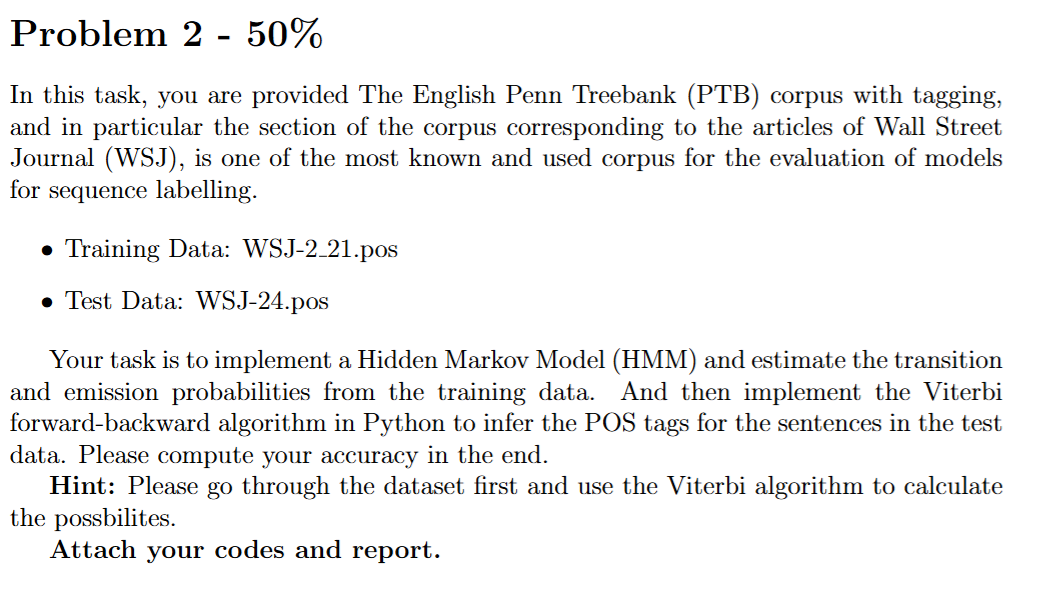 Problem 2 - 50%
In this task, you are provided The English Penn Treebank (PTB) corpus with tagging,
and in particular the section of the corpus corresponding to the articles of Wall Street
Journal (WSJ), is one of the most known and used corpus for the evaluation of models
for sequence labelling.
• Training Data: WSJ-2_21.pos
• Test Data: WSJ-24.pos
Your task is to implement a Hidden Markov Model (HMM) and estimate the transition
and emission probabilities from the training data. And then implement the Viterbi
forward-backward algorithm in Python to infer the POS tags for the sentences in the test
data. Please compute your accuracy in the end.
Hint: Please go through the dataset first and use the Viterbi algorithm to calculate
the possbilites.
Attach your codes and report.